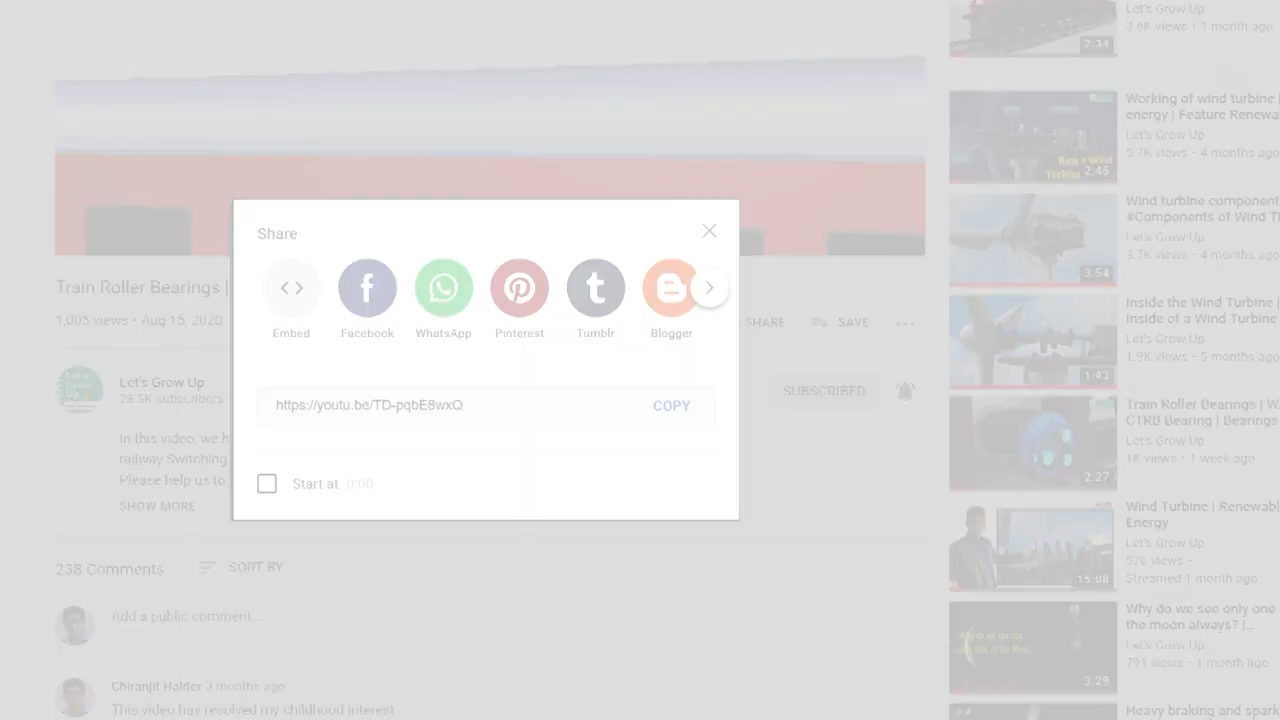 Let's Grow Up
3.6K views • 1 month ago
2:34
Working of wind turbine
energy | Feature Renewa
Let's Grow Up
5.7K views • 4 months ago
How a Wind
Turbine
2:45
Wind turbine component
#Components of Wind T
Let's Grow Up
3.7K views • 4 months ago
3:54
Inside the Wind Turbine |
Inside of a Wind Turbine
Let's Grow Up
1.9K views • 5 months ago
1:43
Train Roller Bearings | W
CTRB Bearing | Bearings
Let's Grow Up
1K views • 1 week ago
2:27
Wind Turbine | Renewabl
Energy
Let's Grow Up
576 views •
Streamed 1 month ago
15:08
Why do we see only one
the moon always? |...
Let's Grow Up
791 views • 1 month ago
3:29
Heavy braking and spark
Share
Embed
Facebook
WhatsApp
Pinterest
Tumblr
Blogger
https://youtu.be/TD-pqbE8wxQ
COPY
Start at 0:00
Train Roller Bearings |
1,005 views • Aug 15, 2020
SHARE
SAVE
Let's Grow Up
29.5K subscribers
SUBSCRIBED
In this video, we h
railway Switching
Please help us to
SHOW MORE
238 Comments
SORT BY
Add a public comment...
Chiranjit Halder 3 months ago
This video has resolved my childhood interest